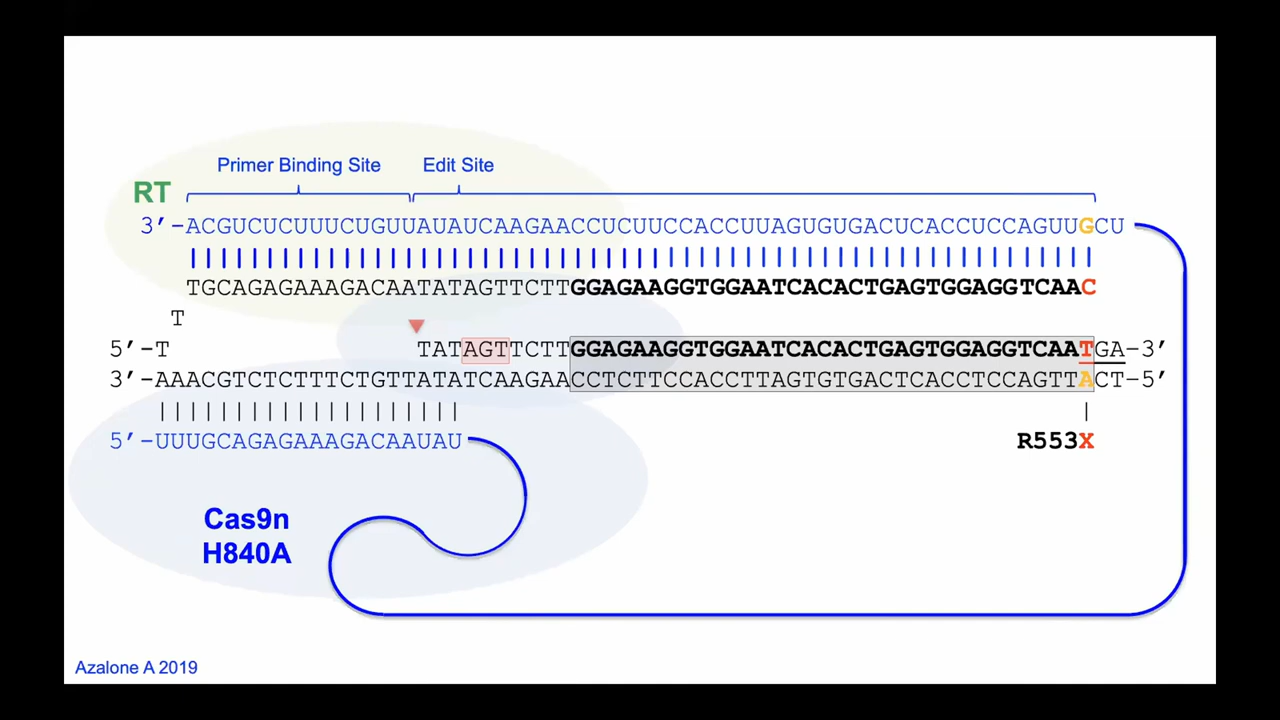 Primer Binding Site Edit Site
RT
3’–ACGUCUCUUUCUGUUAUAUCAAGAACCUCUUCCACCUUAGUGUGACUCACCUCCAGUUGCU
TGCAGAGAAAGACAATATAGTTCTTGGAGAAGGTGGAATCACACTGAGTGGAGGTCAAC
T
5’–T TATAGTTCTTGGAGAAGGTGGAATCACACTGAGTGGAGGTCAATGA–3’
3’–AAACGTCTCTTTCTGTTATATCAAGAACCTCTTCCACCTTAGTGTGACTCACCTCCAGTTACT–5’
5’–UUUGCAGAGAAAGACAAUAU R553X
Cas9n
H840A
Azalone A 2019